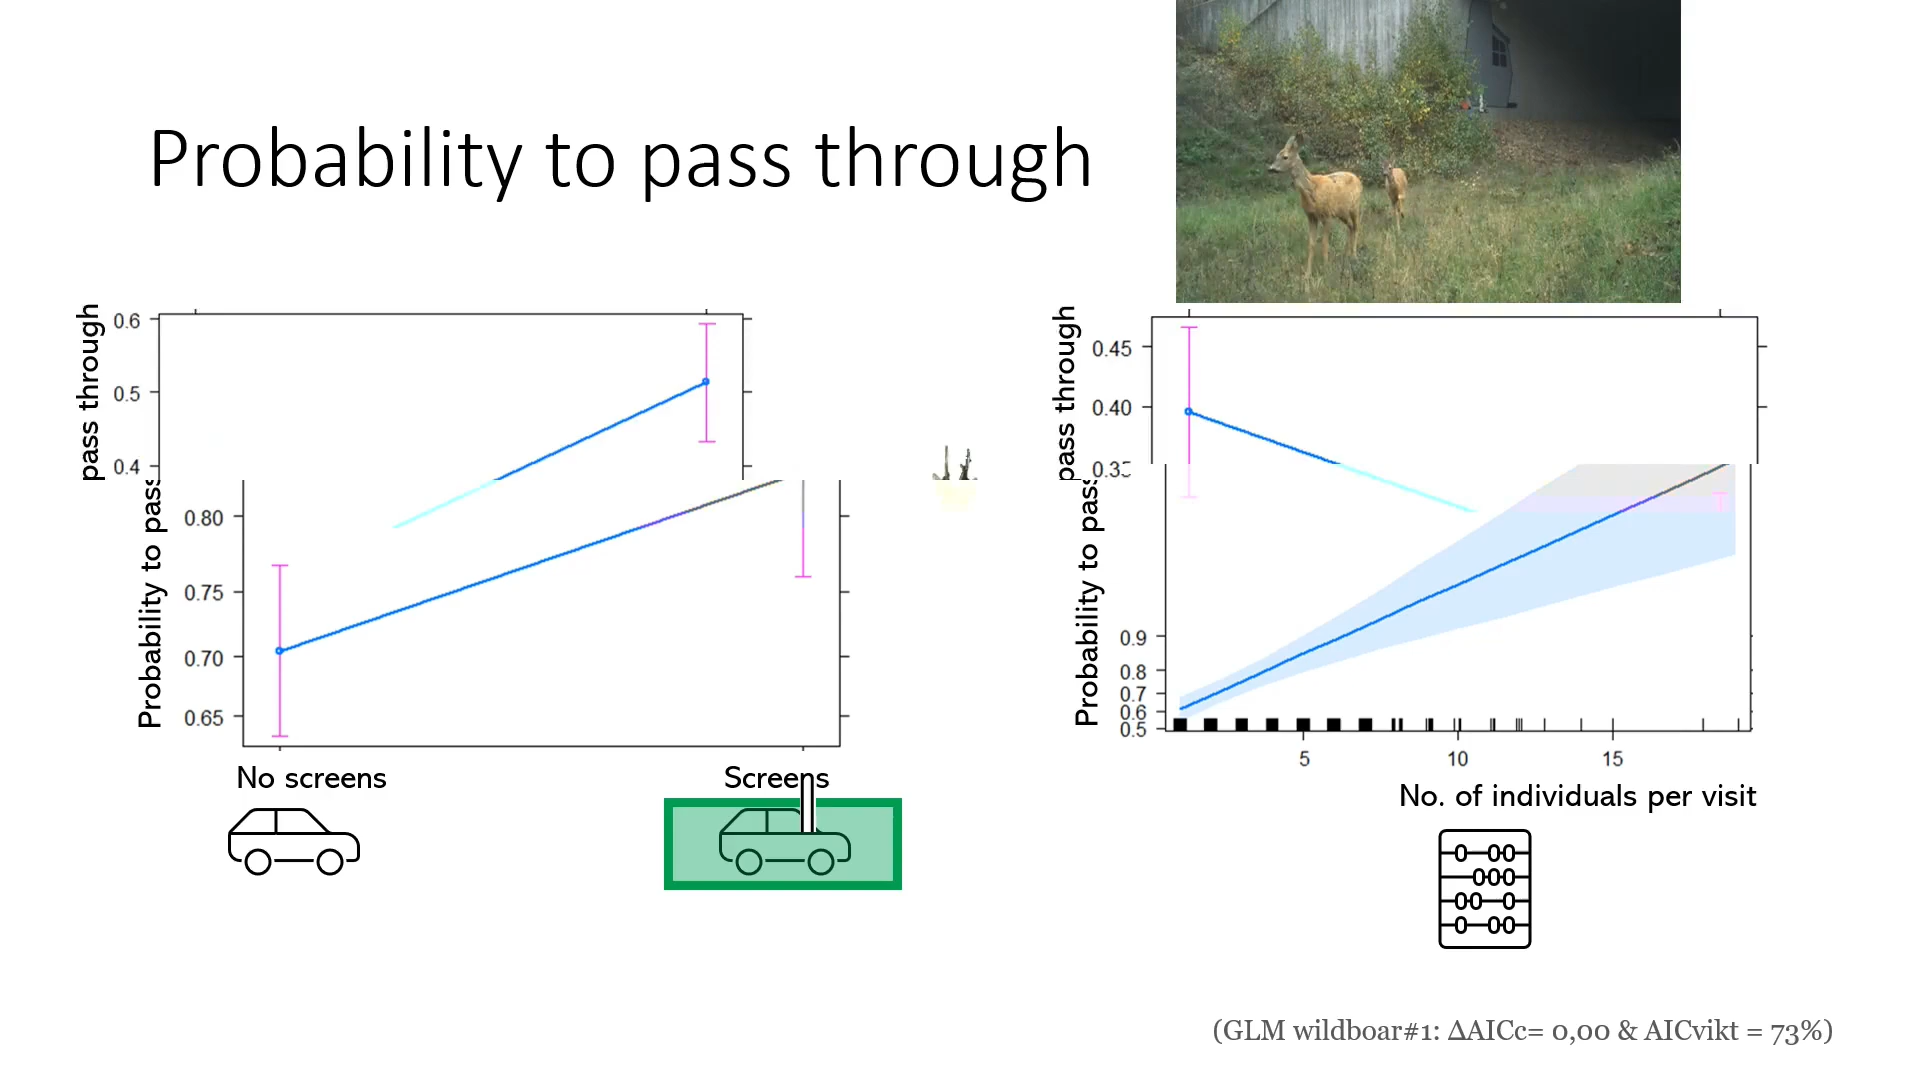 Probability to pass through
pass through
0.6
0.5
0.4
Probability to pass
0.80
0.75
0.70
0.65
No screens
Screens
pass through
0.45
0.40
0.35
Probability to pass
0.9
0.8
0.7
0.6
0.5
5 10 15
No. of individuals per visit
(GLM wildboar#1: ΔAICc= 0,00 & AICvikt = 73%)